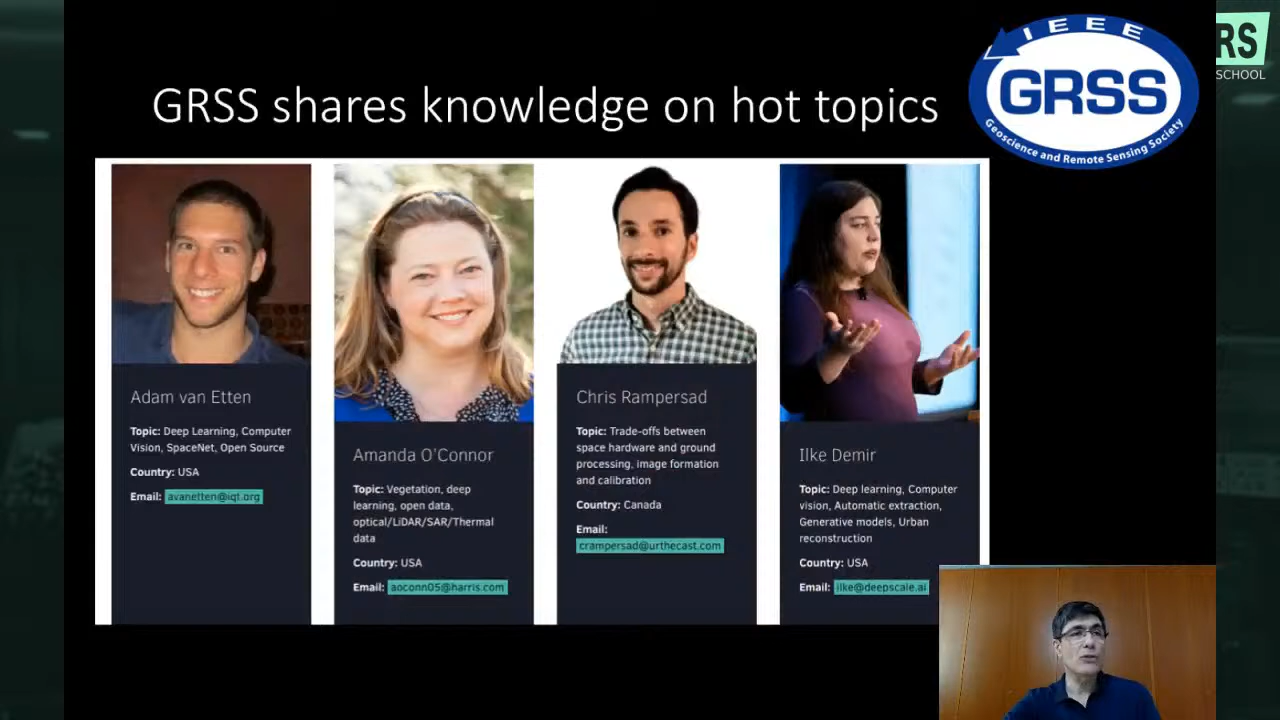 IEEE
GRSS
Geoscience and Remote Sensing Society
RS
SCHOOL
GRSS shares knowledge on hot topics
Adam van Etten
Topic: Deep Learning, Computer
Vision, SpaceNet, Open Source
Country: USA
Email: avanetten@iqt.org
Amanda O'Connor
Topic: Vegetation, deep
learning, open data,
optical/LiDAR/SAR/Thermal
data
Country: USA
Email: aoconn05@harris.com
Chris Rampersad
Topic: Trade-offs between
space hardware and ground
processing, image formation
and calibration
Country: Canada
Email:
crampersad@urthecast.com
Ilke Demir
Topic: Deep learning, Computer
vision, Automatic extraction,
Generative models, Urban
reconstruction
Country: USA
Email: ilke@deepscale.ai